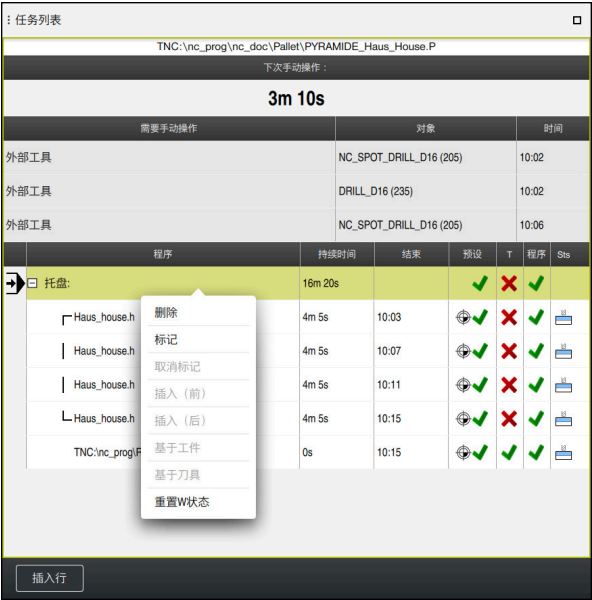 任务列表
TNC:\nc_prog\nc_doc\Pallet\PYRAMIDE_Haus_House.P
下次手动操作：
3m 10s
需要手动操作 对象 时间
外部工具 NC_SPOT_DRILL_D16 (205) 10:02
外部工具 DRILL_D16 (235) 10:02
外部工具 NC_SPOT_DRILL_D16 (205) 10:06
程序 持续时间 结束 预设 T 程序 Sts
托盘: 16m 20s
Haus_house.h 4m 5s 10:03
Haus_house.h 4m 5s 10:07
Haus_house.h 4m 5s 10:11
Haus_house.h 4m 5s 10:15
TNC:\nc_prog\ 0s 10:15
删除
标记
取消标记
插入（前）
插入（后）
基于工件
基于刀具
重置W状态
插入行